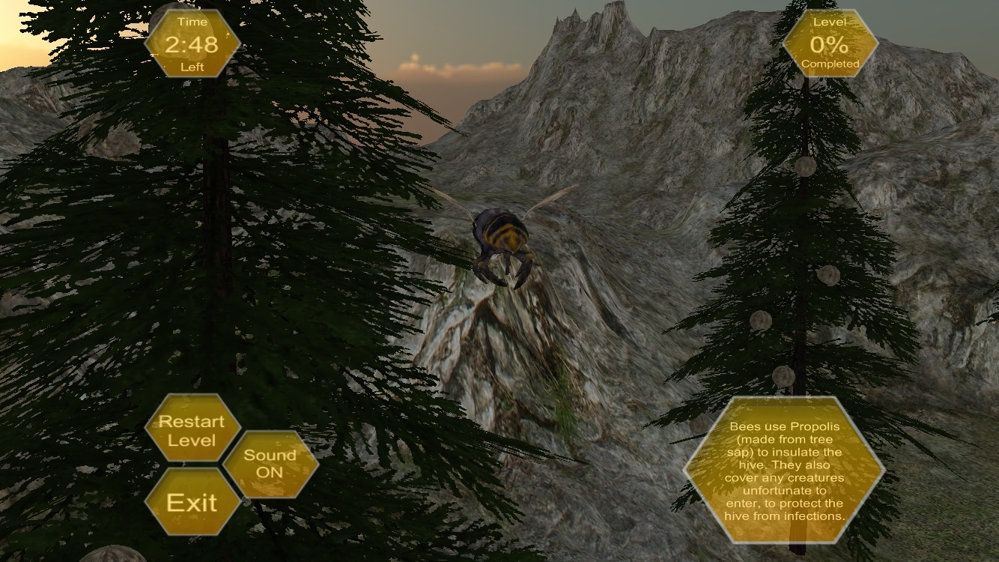 Time
2:48
Left
Level
0%
Completed
Restart
Level
Sound
ON
Exit
Bees use Propolis
(made from tree
sap) to insulate the
hive. They also
cover any creatures
unfortunate to
enter, to protect the
hive from infections.